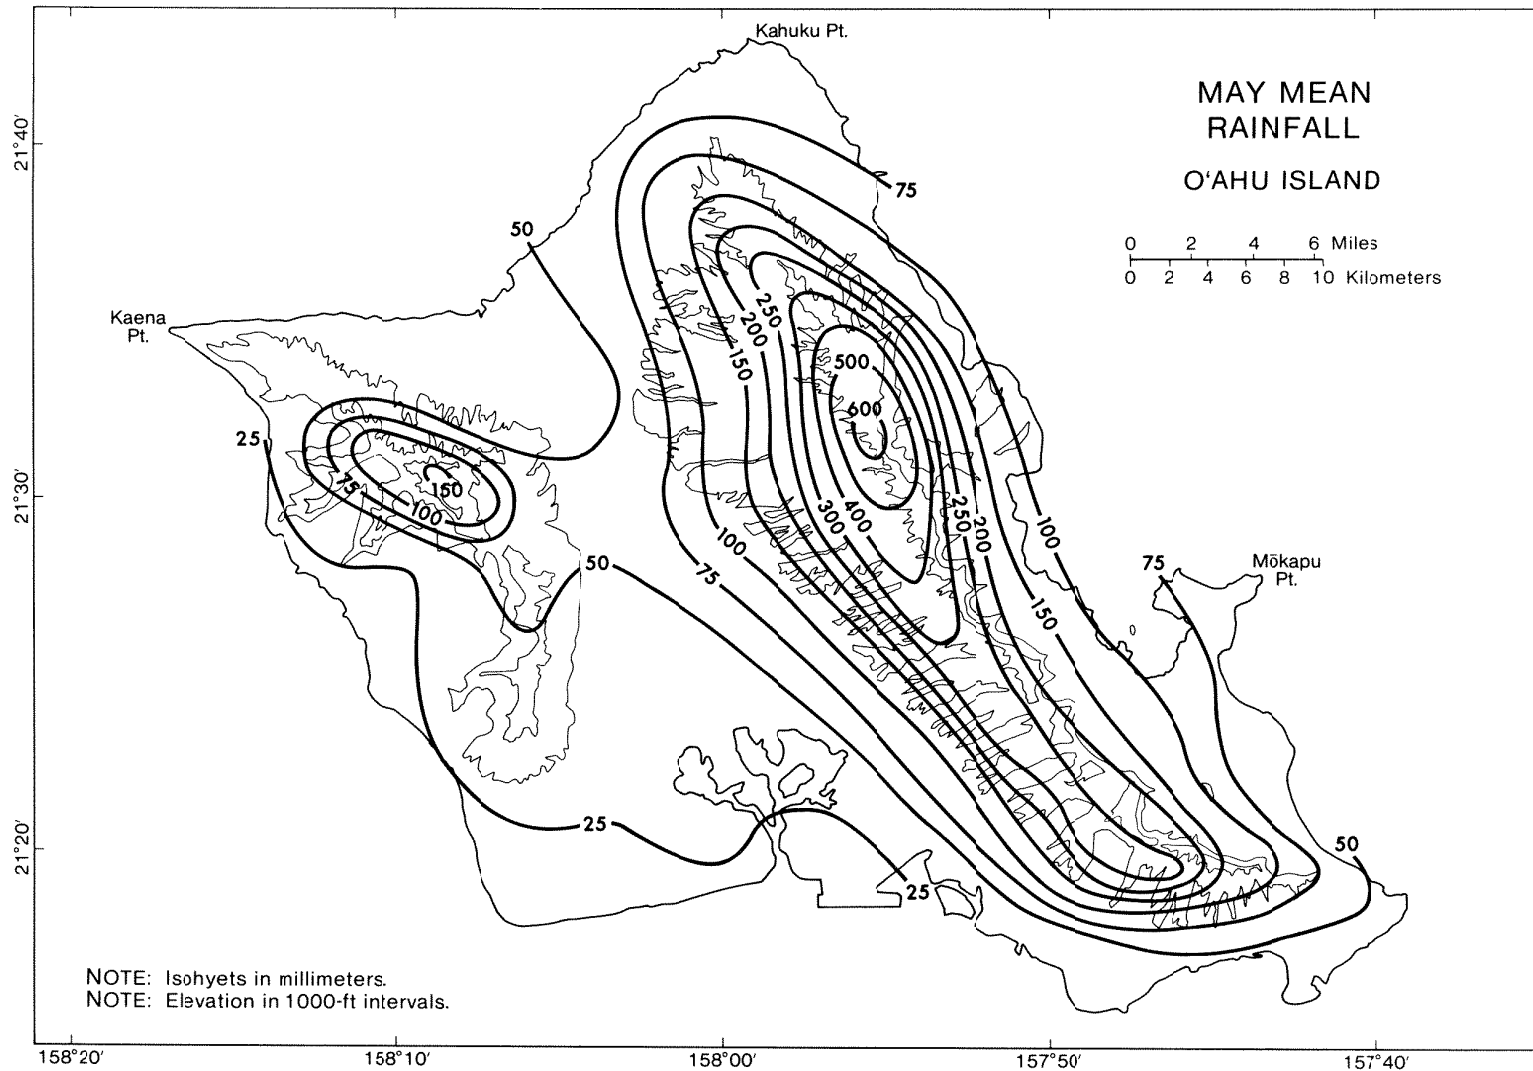 Kahuku Pt.
MAY MEAN
RAINFALL
O‘AHU ISLAND
0 2 4 6 Miles
0 2 4 6 8 10 Kilometers
21°40′
21°30′
21°20′
Kaena
Pt.
Mōkapu
Pt.
75
50
250
200
150
500
600
25
75
150
100
300
400
250
200
100
75
100
75
50
150
25
25
50
NOTE: Isohyets in millimeters.
NOTE: Elevation in 1000-ft intervals.
158°20′ 158°10′ 158°00′ 157°50′ 157°40′